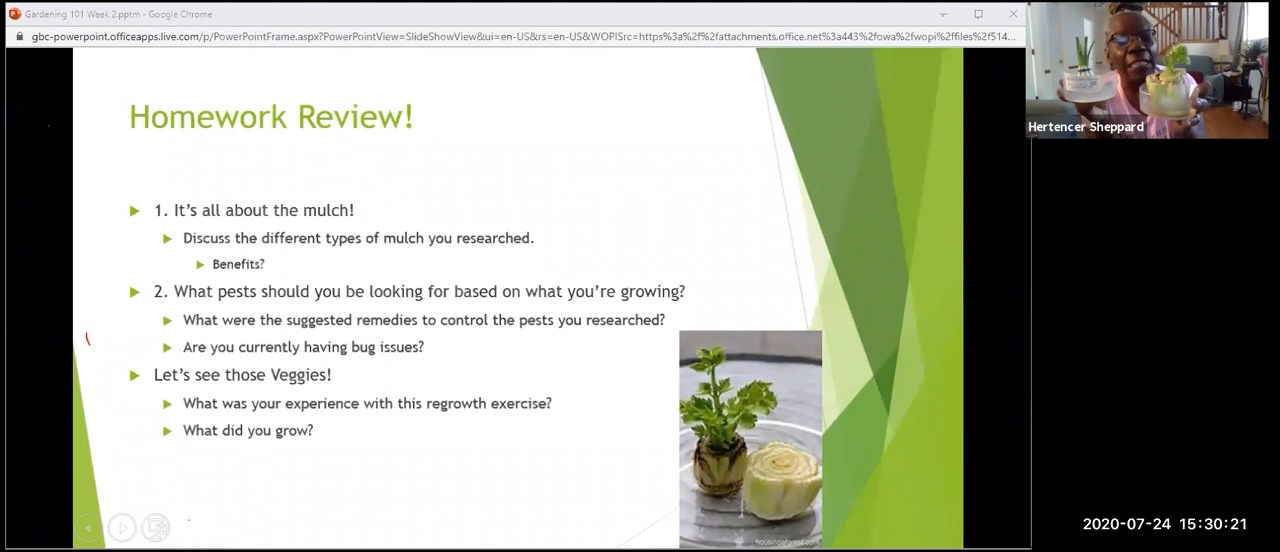 Gardening 101 Week 2.pptm - Google Chrome
gbc-powerpoint.officeapps.live.com/p/PowerPointFrame.aspx?PowerPointView=SlideShowView&ui=en-US&rs=en-US&WOPISrc=https%3a%2f%2fattachments.office.net%3a443%2fowa%2fwopi%2ffiles%2f514...
Hertencer Sheppard
Homework Review!
1. It's all about the mulch!
Discuss the different types of mulch you researched.
Benefits?
2. What pests should you be looking for based on what you're growing?
What were the suggested remedies to control the pests you researched?
Are you currently having bug issues?
Let's see those Veggies!
What was your experience with this regrowth exercise?
What did you grow?
2020-07-24 15:30:21